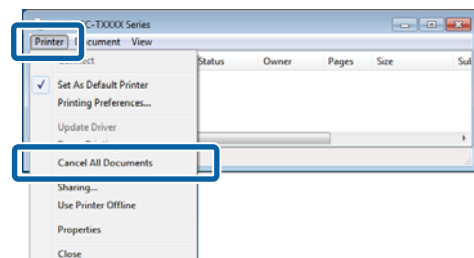 C-TXXXX Series
Printer Document View
Connect
Status Owner Pages Size
Set As Default Printer
Printing Preferences...
Update Driver
Cancel All Documents
Sharing...
Use Printer Offline
Properties
Close